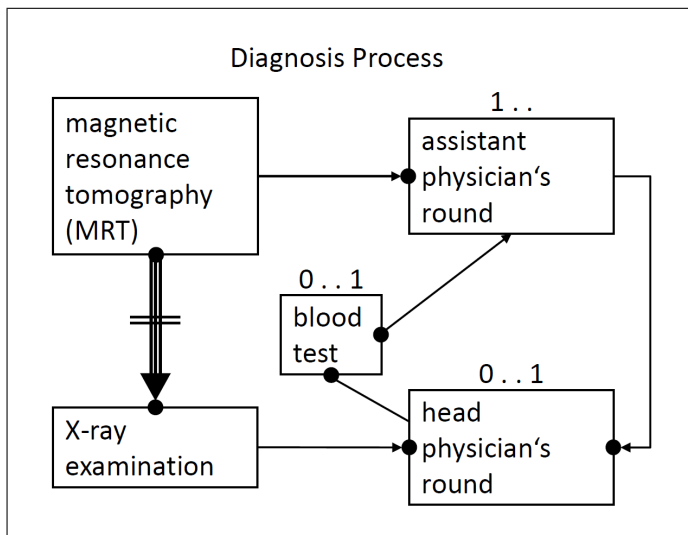 Diagnosis Process
magnetic
resonance
tomography
(MRT)
1 . .
assistant
physician‘s
round
0 . . 1
blood
test
0 . . 1
head
physician‘s
round
X-ray
examination